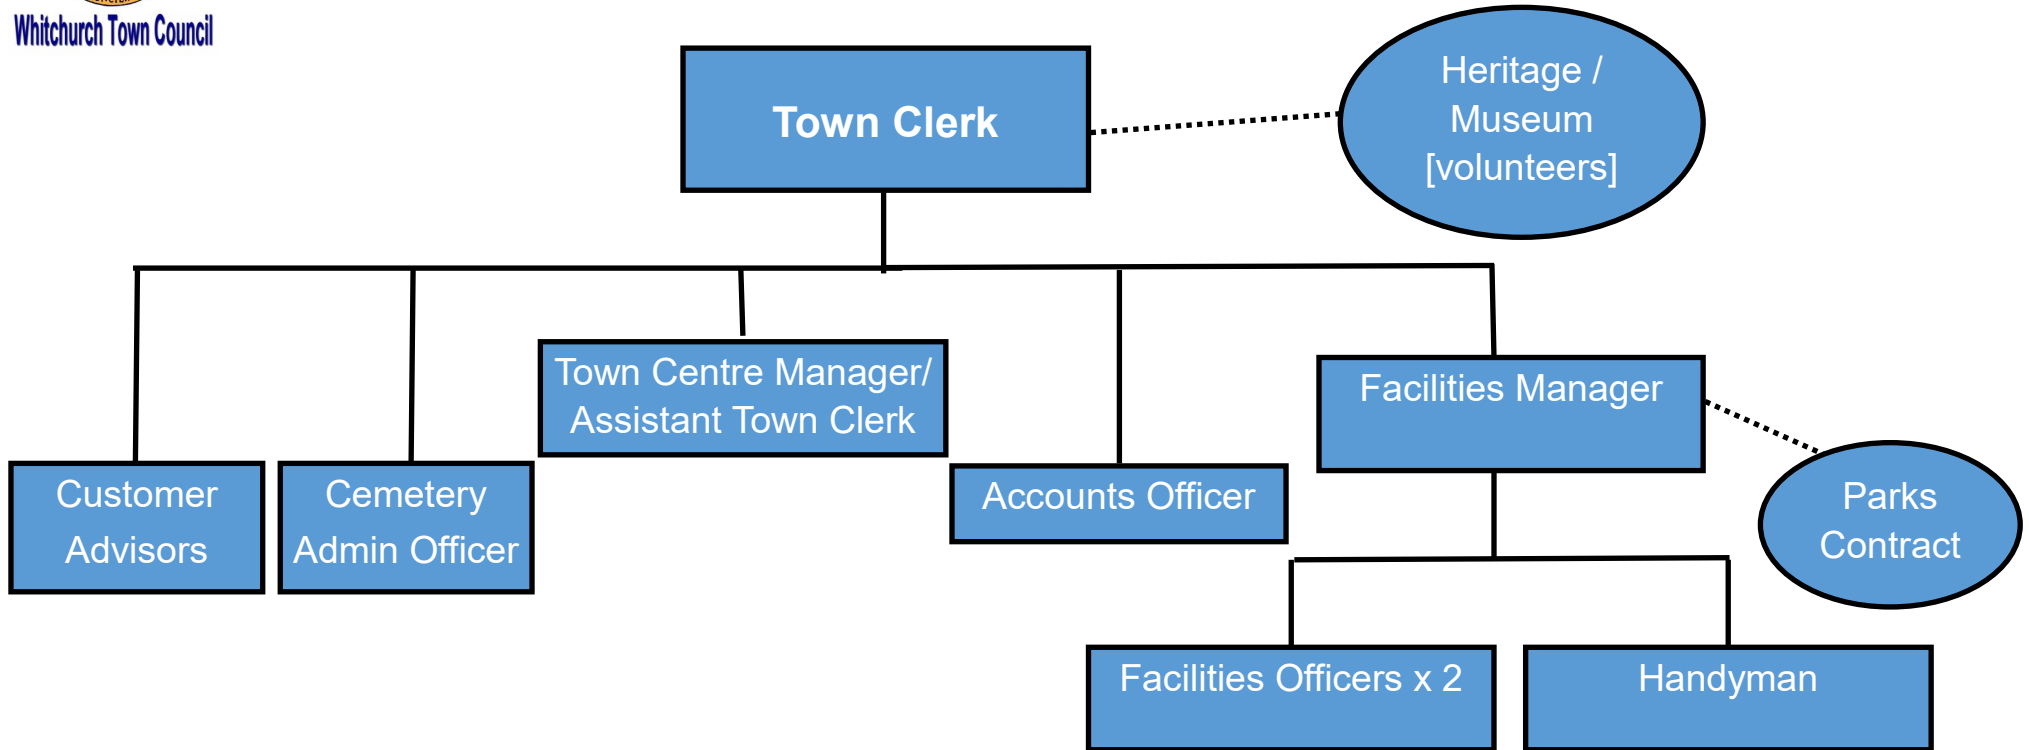 Whitchurch Town Council
Town Clerk
Heritage /
Museum
[volunteers]
Town Centre Manager/
Assistant Town Clerk
Facilities Manager
Customer
Advisors
Cemetery
Admin Officer
Accounts Officer
Parks
Contract
Facilities Officers x 2
Handyman